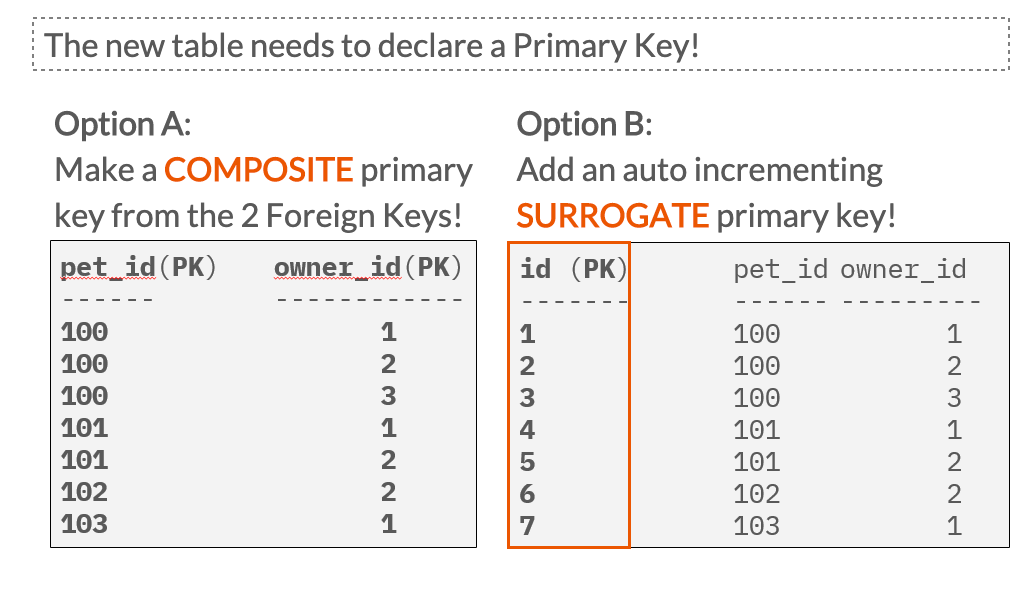 The new table needs to declare a Primary Key!
Option A:
Make a COMPOSITE primary
key from the 2 Foreign Keys!
pet_id(PK) owner_id(PK)
------ ------------
100 1
100 2
100 3
101 1
101 2
102 2
103 1
Option B:
Add an auto incrementing
SURROGATE primary key!
id (PK) pet_id owner_id
------- ------ ---------
1 100 1
2 100 2
3 100 3
4 101 1
5 101 2
6 102 2
7 103 1